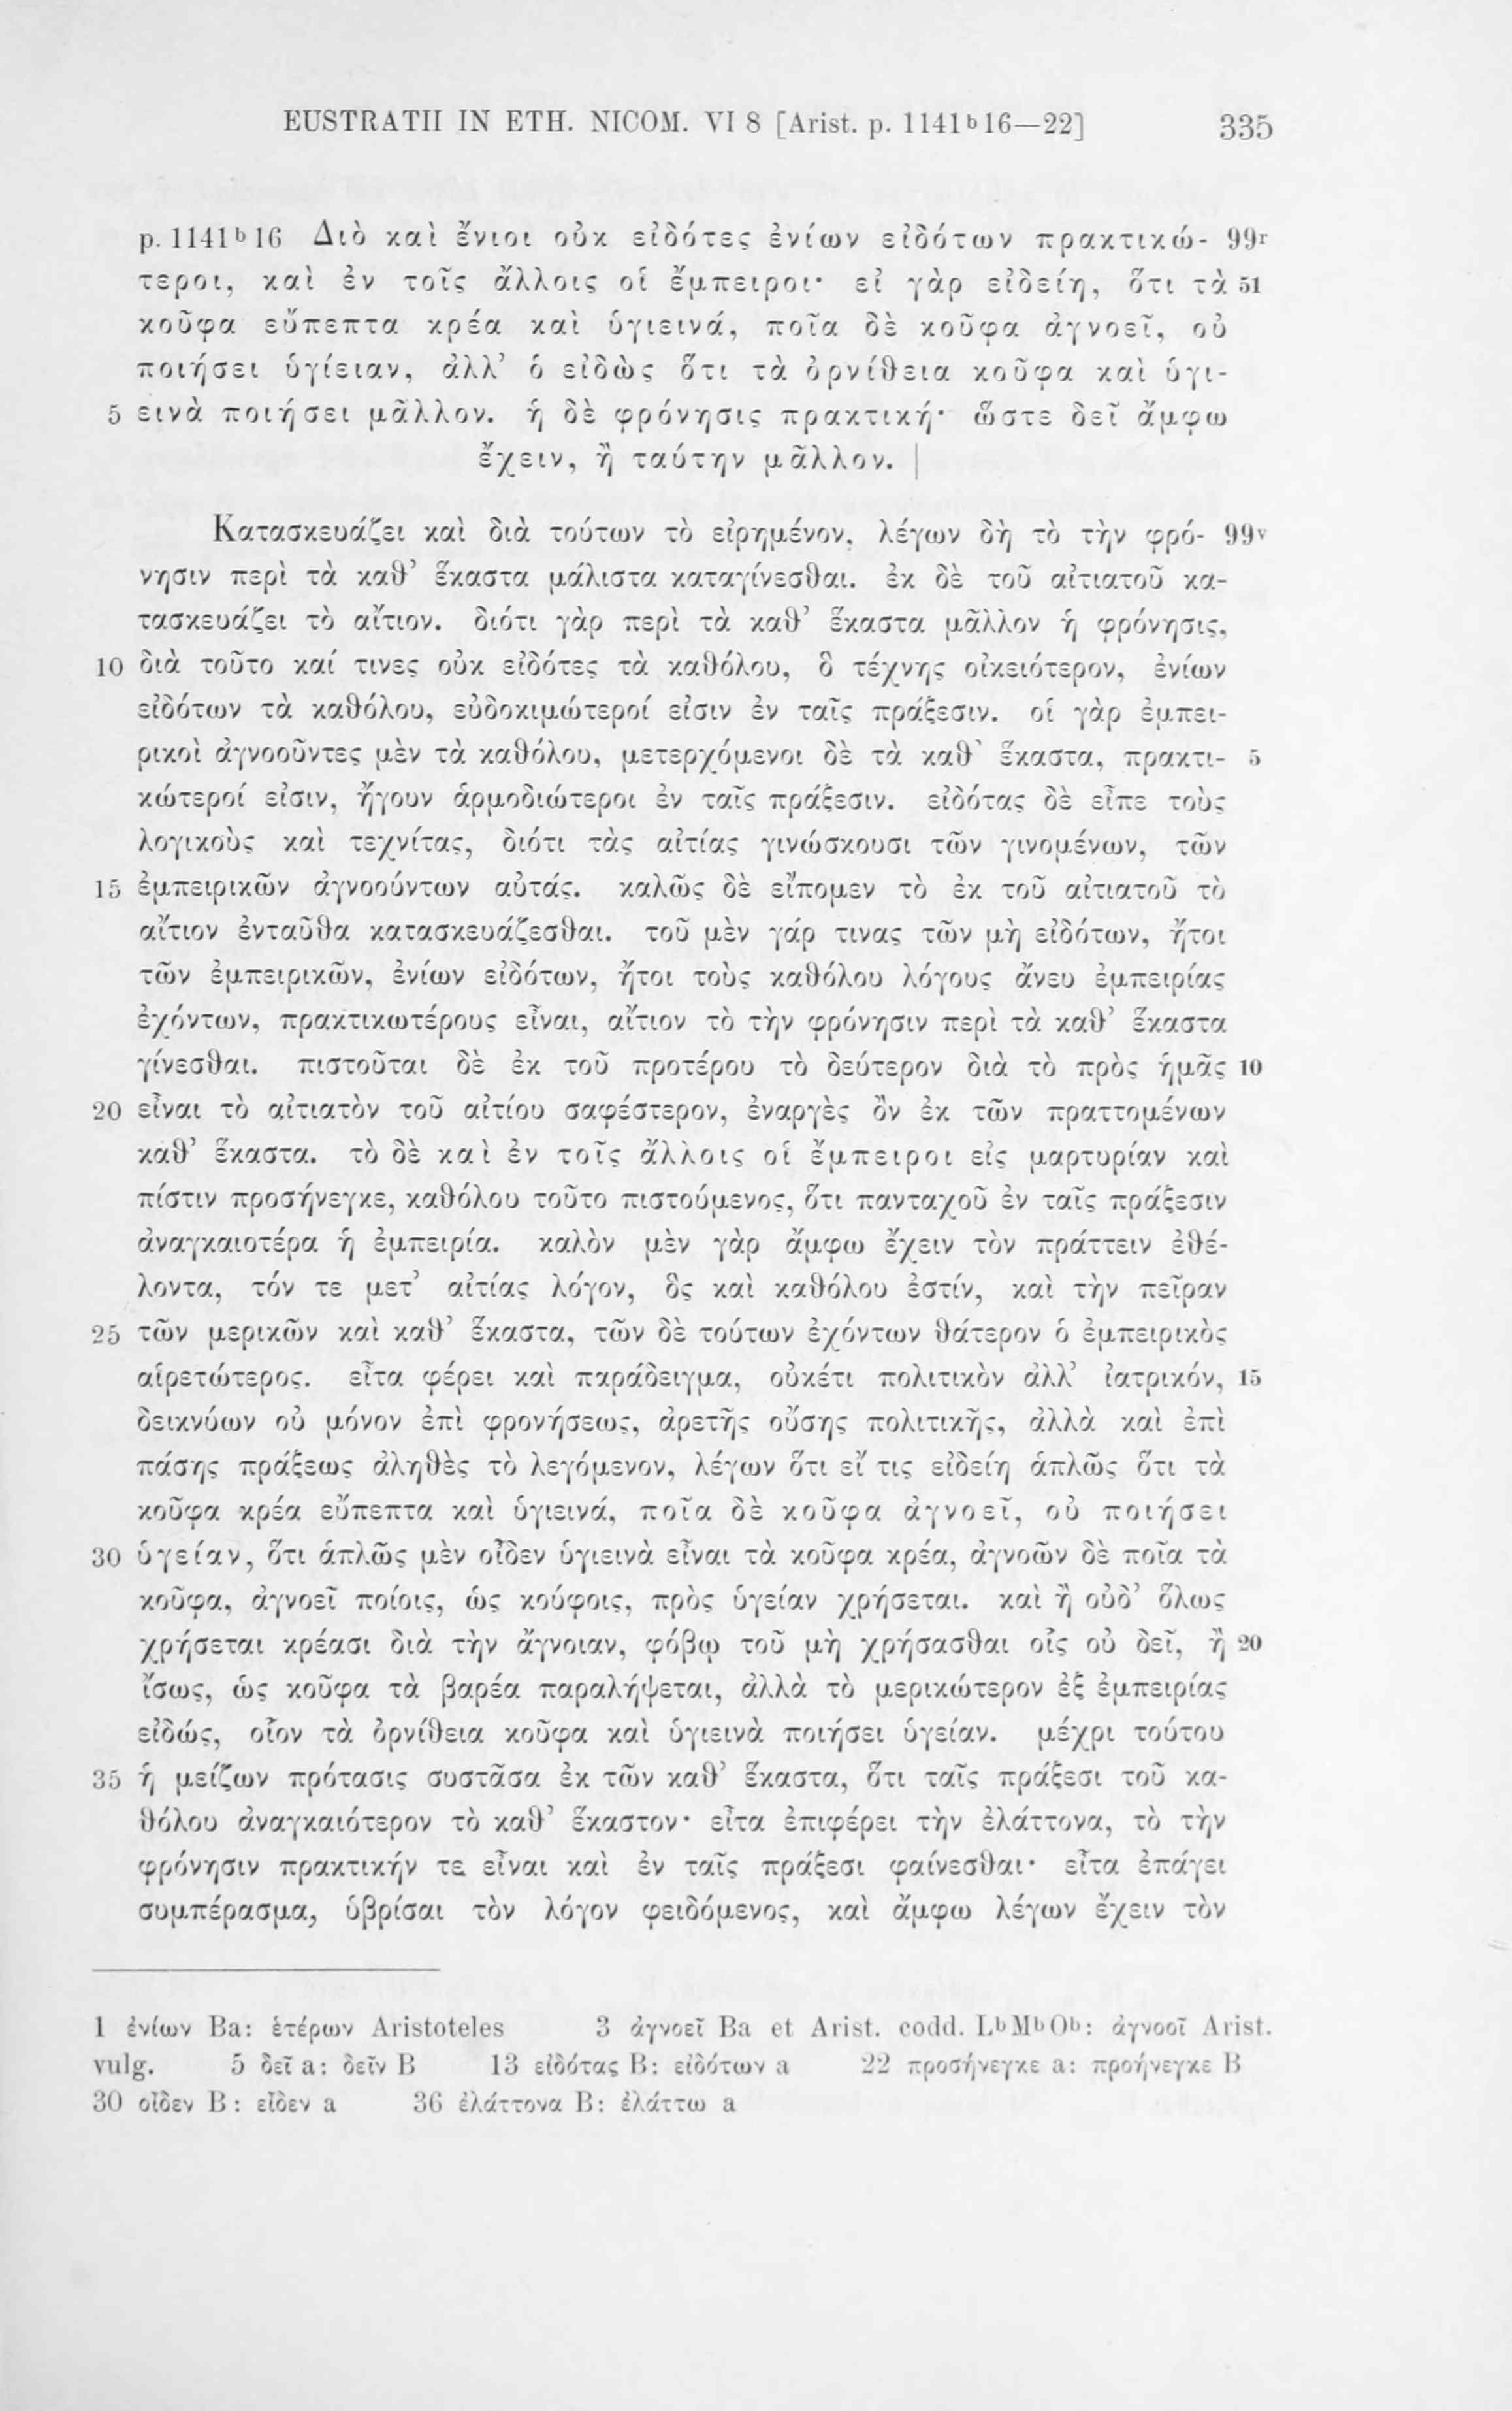 EUSTRATII IN ETH. NICOM. VI 8 [Arist. p. 1141ᵇ16—22] 335
p. 1141ᵇ16 Διὸ καὶ ἔνιοι οὐκ εἰδότες ἐνίων εἰδότων πρακτικώ- 99ʳ
τεροι, καὶ ἐν τοῖς ἄλλοις οἱ ἔμπειροι· εἰ γὰρ εἰδείη, ὅτι τὰ 51
κοῦφα εὔπεπτα κρέα καὶ ὑγιεινά, ποῖα δὲ κοῦφα ἀγνοεῖ, οὐ
ποιήσει ὑγίειαν, ἀλλ’ ὁ εἰδὼς ὅτι τὰ ὀρνίθεια κοῦφα καὶ ὑγι-
5 εινὰ ποιήσει μᾶλλον. ἡ δὲ φρόνησις πρακτική· ὥστε δεῖ ἄμφω
ἔχειν, ἢ ταύτην μᾶλλον. |
Κατασκευάζει καὶ διὰ τούτων τὸ εἰρημένον, λέγων δὴ τὸ τὴν φρό- 99ᵛ
νησιν περὶ τὰ καθ’ ἕκαστα μάλιστα καταγίνεσθαι. ἐκ δὲ τοῦ αἰτιατοῦ κα-
τασκευάζει τὸ αἴτιον. διότι γὰρ περὶ τὰ καθ’ ἕκαστα μᾶλλον ἡ φρόνησις,
10 διὰ τοῦτο καί τινες οὐκ εἰδότες τὰ καθόλου, ὃ τέχνης οἰκειότερον, ἐνίων
εἰδότων τὰ καθόλου, εὐδοκιμώτεροί εἰσιν ἐν ταῖς πράξεσιν. οἱ γὰρ ἐμπει-
ρικοὶ ἀγνοοῦντες μὲν τὰ καθόλου, μετερχόμενοι δὲ τὰ καθ’ ἕκαστα, πρακτι- 5
κώτεροί εἰσιν, ἤγουν ἁρμοδιώτεροι ἐν ταῖς πράξεσιν. εἰδότας δὲ εἶπε τοὺς
λογικοὺς καὶ τεχνίτας, διότι τὰς αἰτίας γινώσκουσι τῶν γινομένων, τῶν
15 ἐμπειρικῶν ἀγνοούντων αὐτάς. καλῶς δὲ εἴπομεν τὸ ἐκ τοῦ αἰτιατοῦ τὸ
αἴτιον ἐνταῦθα κατασκευάζεσθαι. τοῦ μὲν γάρ τινας τῶν μὴ εἰδότων, ἤτοι
τῶν ἐμπειρικῶν, ἐνίων εἰδότων, ἤτοι τοὺς καθόλου λόγους ἄνευ ἐμπειρίας
ἐχόντων, πρακτικωτέρους εἶναι, αἴτιον τὸ τὴν φρόνησιν περὶ τὰ καθ’ ἕκαστα
γίνεσθαι. πιστοῦται δὲ ἐκ τοῦ προτέρου τὸ δεύτερον διὰ τὸ πρὸς ἡμᾶς 10
20 εἶναι τὸ αἰτιατὸν τοῦ αἰτίου σαφέστερον, ἐναργὲς ὂν ἐκ τῶν πραττομένων
καθ’ ἕκαστα. τὸ δὲ καὶ ἐν τοῖς ἄλλοις οἱ ἔμπειροι εἰς μαρτυρίαν καὶ
πίστιν προσήνεγκε, καθόλου τοῦτο πιστούμενος, ὅτι πανταχοῦ ἐν ταῖς πράξεσιν
ἀναγκαιοτέρα ἡ ἐμπειρία. καλὸν μὲν γὰρ ἄμφω ἔχειν τὸν πράττειν ἐθέ-
λοντα, τόν τε μετ’ αἰτίας λόγον, ὃς καὶ καθόλου ἐστίν, καὶ τὴν πεῖραν
25 τῶν μερικῶν καὶ καθ’ ἕκαστα, τῶν δὲ τούτων ἐχόντων θάτερον ὁ ἐμπειρικὸς
αἱρετώτερος. εἶτα φέρει καὶ παράδειγμα, οὐκέτι πολιτικὸν ἀλλ’ ἰατρικόν, 15
δεικνύων οὐ μόνον ἐπὶ φρονήσεως, ἀρετῆς οὔσης πολιτικῆς, ἀλλὰ καὶ ἐπὶ
πάσης πράξεως ἀληθὲς τὸ λεγόμενον, λέγων ὅτι εἴ τις εἰδείη ἁπλῶς ὅτι τὰ
κοῦφα κρέα εὔπεπτα καὶ ὑγιεινά, ποῖα δὲ κοῦφα ἀγνοεῖ, οὐ ποιήσει
30 ὑγείαν, ὅτι ἁπλῶς μὲν οἶδεν ὑγιεινὰ εἶναι τὰ κοῦφα κρέα, ἀγνοῶν δὲ ποῖα τὰ
κοῦφα, ἀγνοεῖ ποίοις, ὡς κούφοις, πρὸς ὑγείαν χρήσεται. καὶ ἢ οὐδ’ ὅλως
χρήσεται κρέασι διὰ τὴν ἄγνοιαν, φόβῳ τοῦ μὴ χρήσασθαι οἷς οὐ δεῖ, ἢ 20
ἴσως, ὡς κοῦφα τὰ βαρέα παραλήψεται, ἀλλὰ τὸ μερικώτερον ἐξ ἐμπειρίας
εἰδώς, οἷον τὰ ὀρνίθεια κοῦφα καὶ ὑγιεινὰ ποιήσει ὑγείαν. μέχρι τούτου
35 ἡ μείζων πρότασις συστᾶσα ἐκ τῶν καθ’ ἕκαστα, ὅτι ταῖς πράξεσι τοῦ κα-
θόλου ἀναγκαιότερον τὸ καθ’ ἕκαστον· εἶτα ἐπιφέρει τὴν ἐλάττονα, τὸ τὴν
φρόνησιν πρακτικήν τε εἶναι καὶ ἐν ταῖς πράξεσι φαίνεσθαι· εἶτα ἐπάγει
συμπέρασμα, ὑβρίσαι τὸν λόγον φειδόμενος, καὶ ἄμφω λέγων ἔχειν τὸν
1 ἐνίων Ba: ἑτέρων Aristoteles 3 ἀγνοεῖ Ba et Arist. codd. LᵇMᵇOᵇ: ἀγνοοῖ Arist.
vulg. 5 δεῖ a: δεῖν B 13 εἰδότας B: εἰδότων a 22 προσήνεγκε a: προήνεγκε B
30 οἶδεν B: εἶδεν a 36 ἐλάττονα B: ἐλάττω a